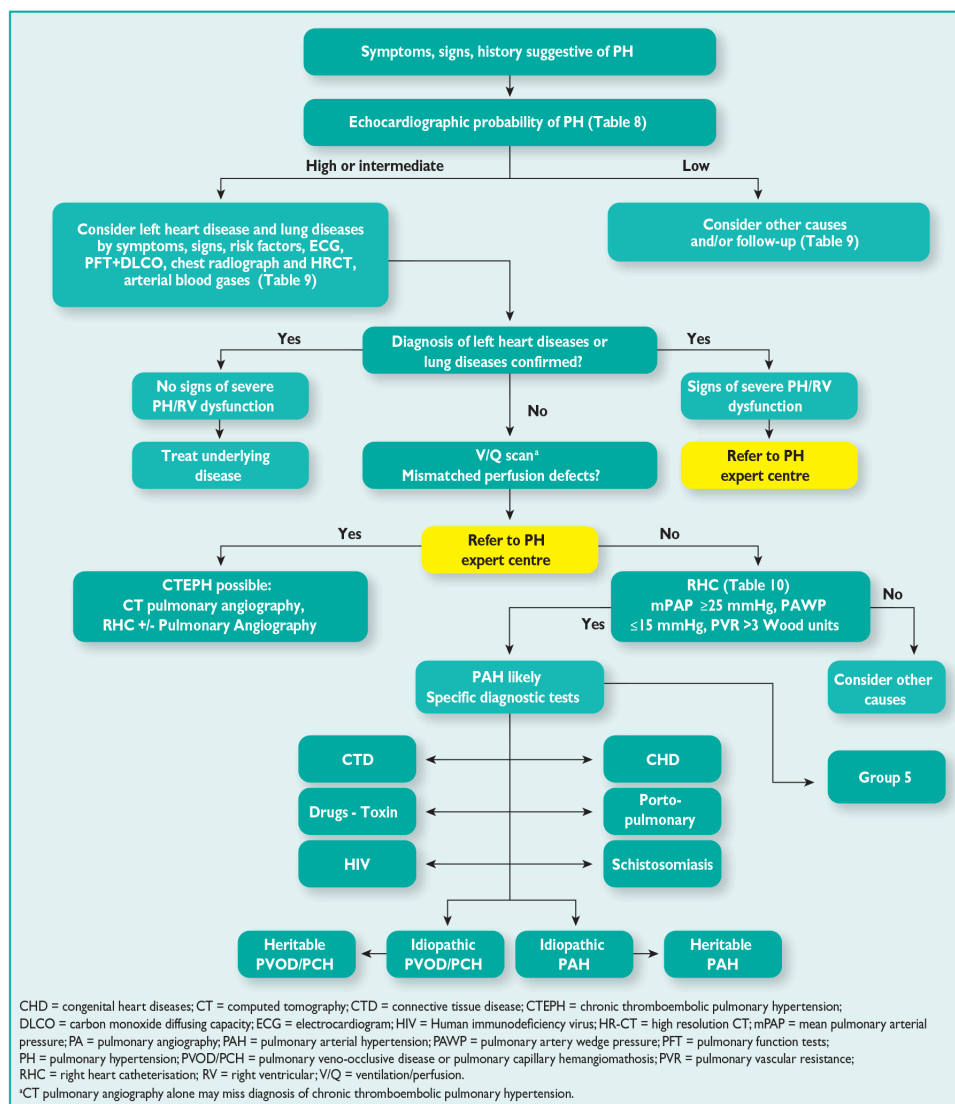 Symptoms, signs, history suggestive of PH
Echocardiographic probability of PH (Table 8)
High or intermediate
Low
Consider left heart disease and lung diseases
by symptoms, signs, risk factors, ECG,
PFT+DLCO, chest radiograph and HRCT,
arterial blood gases (Table 9)
Consider other causes
and/or follow-up (Table 9)
Yes
Diagnosis of left heart diseases or
lung diseases confirmed?
Yes
No signs of severe
PH/RV dysfunction
Signs of severe PH/RV
dysfunction
No
Treat underlying
disease
V/Q scanᵃ
Mismatched perfusion defects?
Refer to PH
expert centre
Yes
Refer to PH
expert centre
No
CTEPH possible:
CT pulmonary angiography,
RHC +/- Pulmonary Angiography
RHC (Table 10)
mPAP ≥25 mmHg, PAWP
≤15 mmHg, PVR >3 Wood units
No
Yes
PAH likely
Specific diagnostic tests
Consider other
causes
CTD
CHD
Group 5
Drugs - Toxin
Porto-
pulmonary
HIV
Schistosomiasis
Heritable
PVOD/PCH
Idiopathic
PVOD/PCH
Idiopathic
PAH
Heritable
PAH
CHD = congenital heart diseases; CT = computed tomography; CTD = connective tissue disease; CTEPH = chronic thromboembolic pulmonary hypertension;
DLCO = carbon monoxide diffusing capacity; ECG = electrocardiogram; HIV = Human immunodeficiency virus; HR-CT = high resolution CT; mPAP = mean pulmonary arterial
pressure; PA = pulmonary angiography; PAH = pulmonary arterial hypertension; PAWP = pulmonary artery wedge pressure; PFT = pulmonary function tests;
PH = pulmonary hypertension; PVOD/PCH = pulmonary veno-occlusive disease or pulmonary capillary hemangiomathosis; PVR = pulmonary vascular resistance;
RHC = right heart catheterisation; RV = right ventricular; V/Q = ventilation/perfusion.
ᵃCT pulmonary angiography alone may miss diagnosis of chronic thromboembolic pulmonary hypertension.